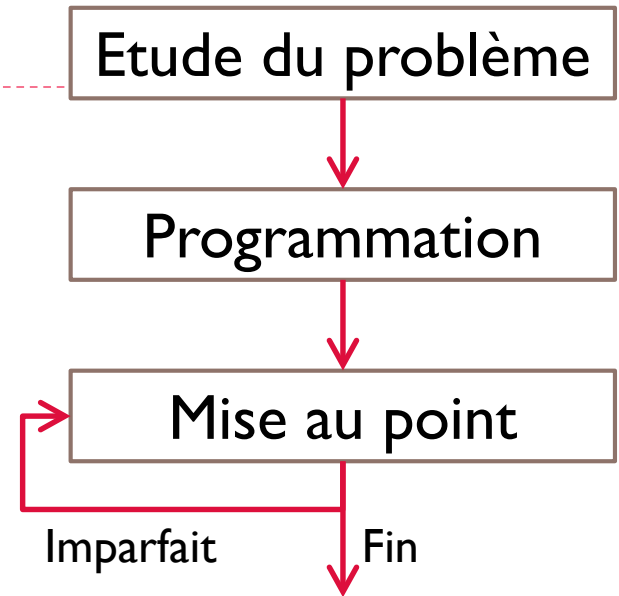 Etude du problème
Programmation
Mise au point
Imparfait
Fin